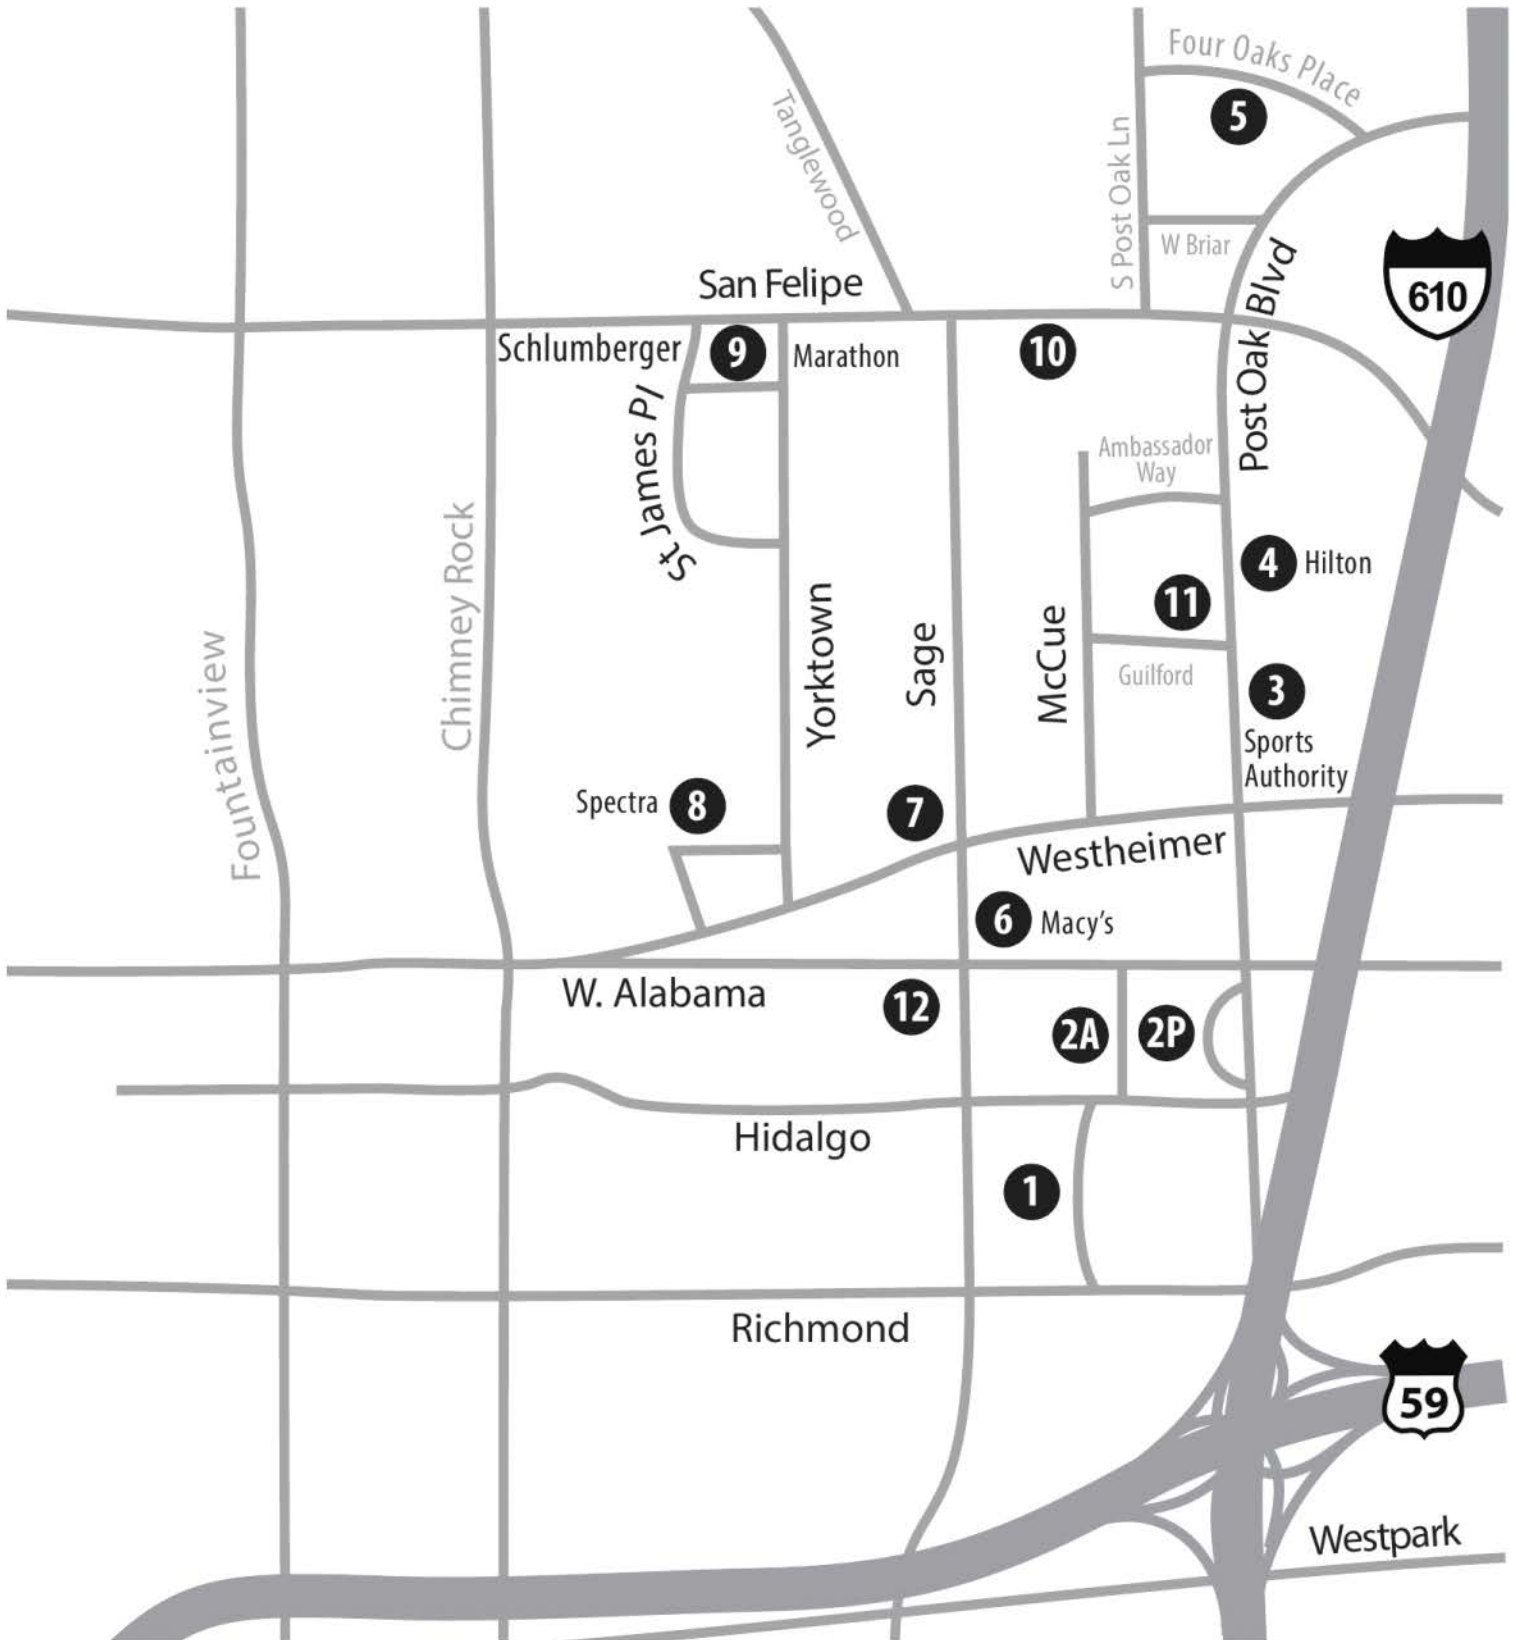 Four Oaks Place
5
Tanglewood
S Post Oak Ln
W Briar
610
San Felipe
Post Oak Blvd
Schlumberger
9
Marathon
10
St James Pl
Ambassador
Way
4
Hilton
11
Chimney Rock
Yorktown
Sage
McCue
Guilford
3
Sports
Authority
Fountainview
Spectra
8
7
Westheimer
6
Macy's
W. Alabama
12
2A
2P
Hidalgo
1
Richmond
59
Westpark